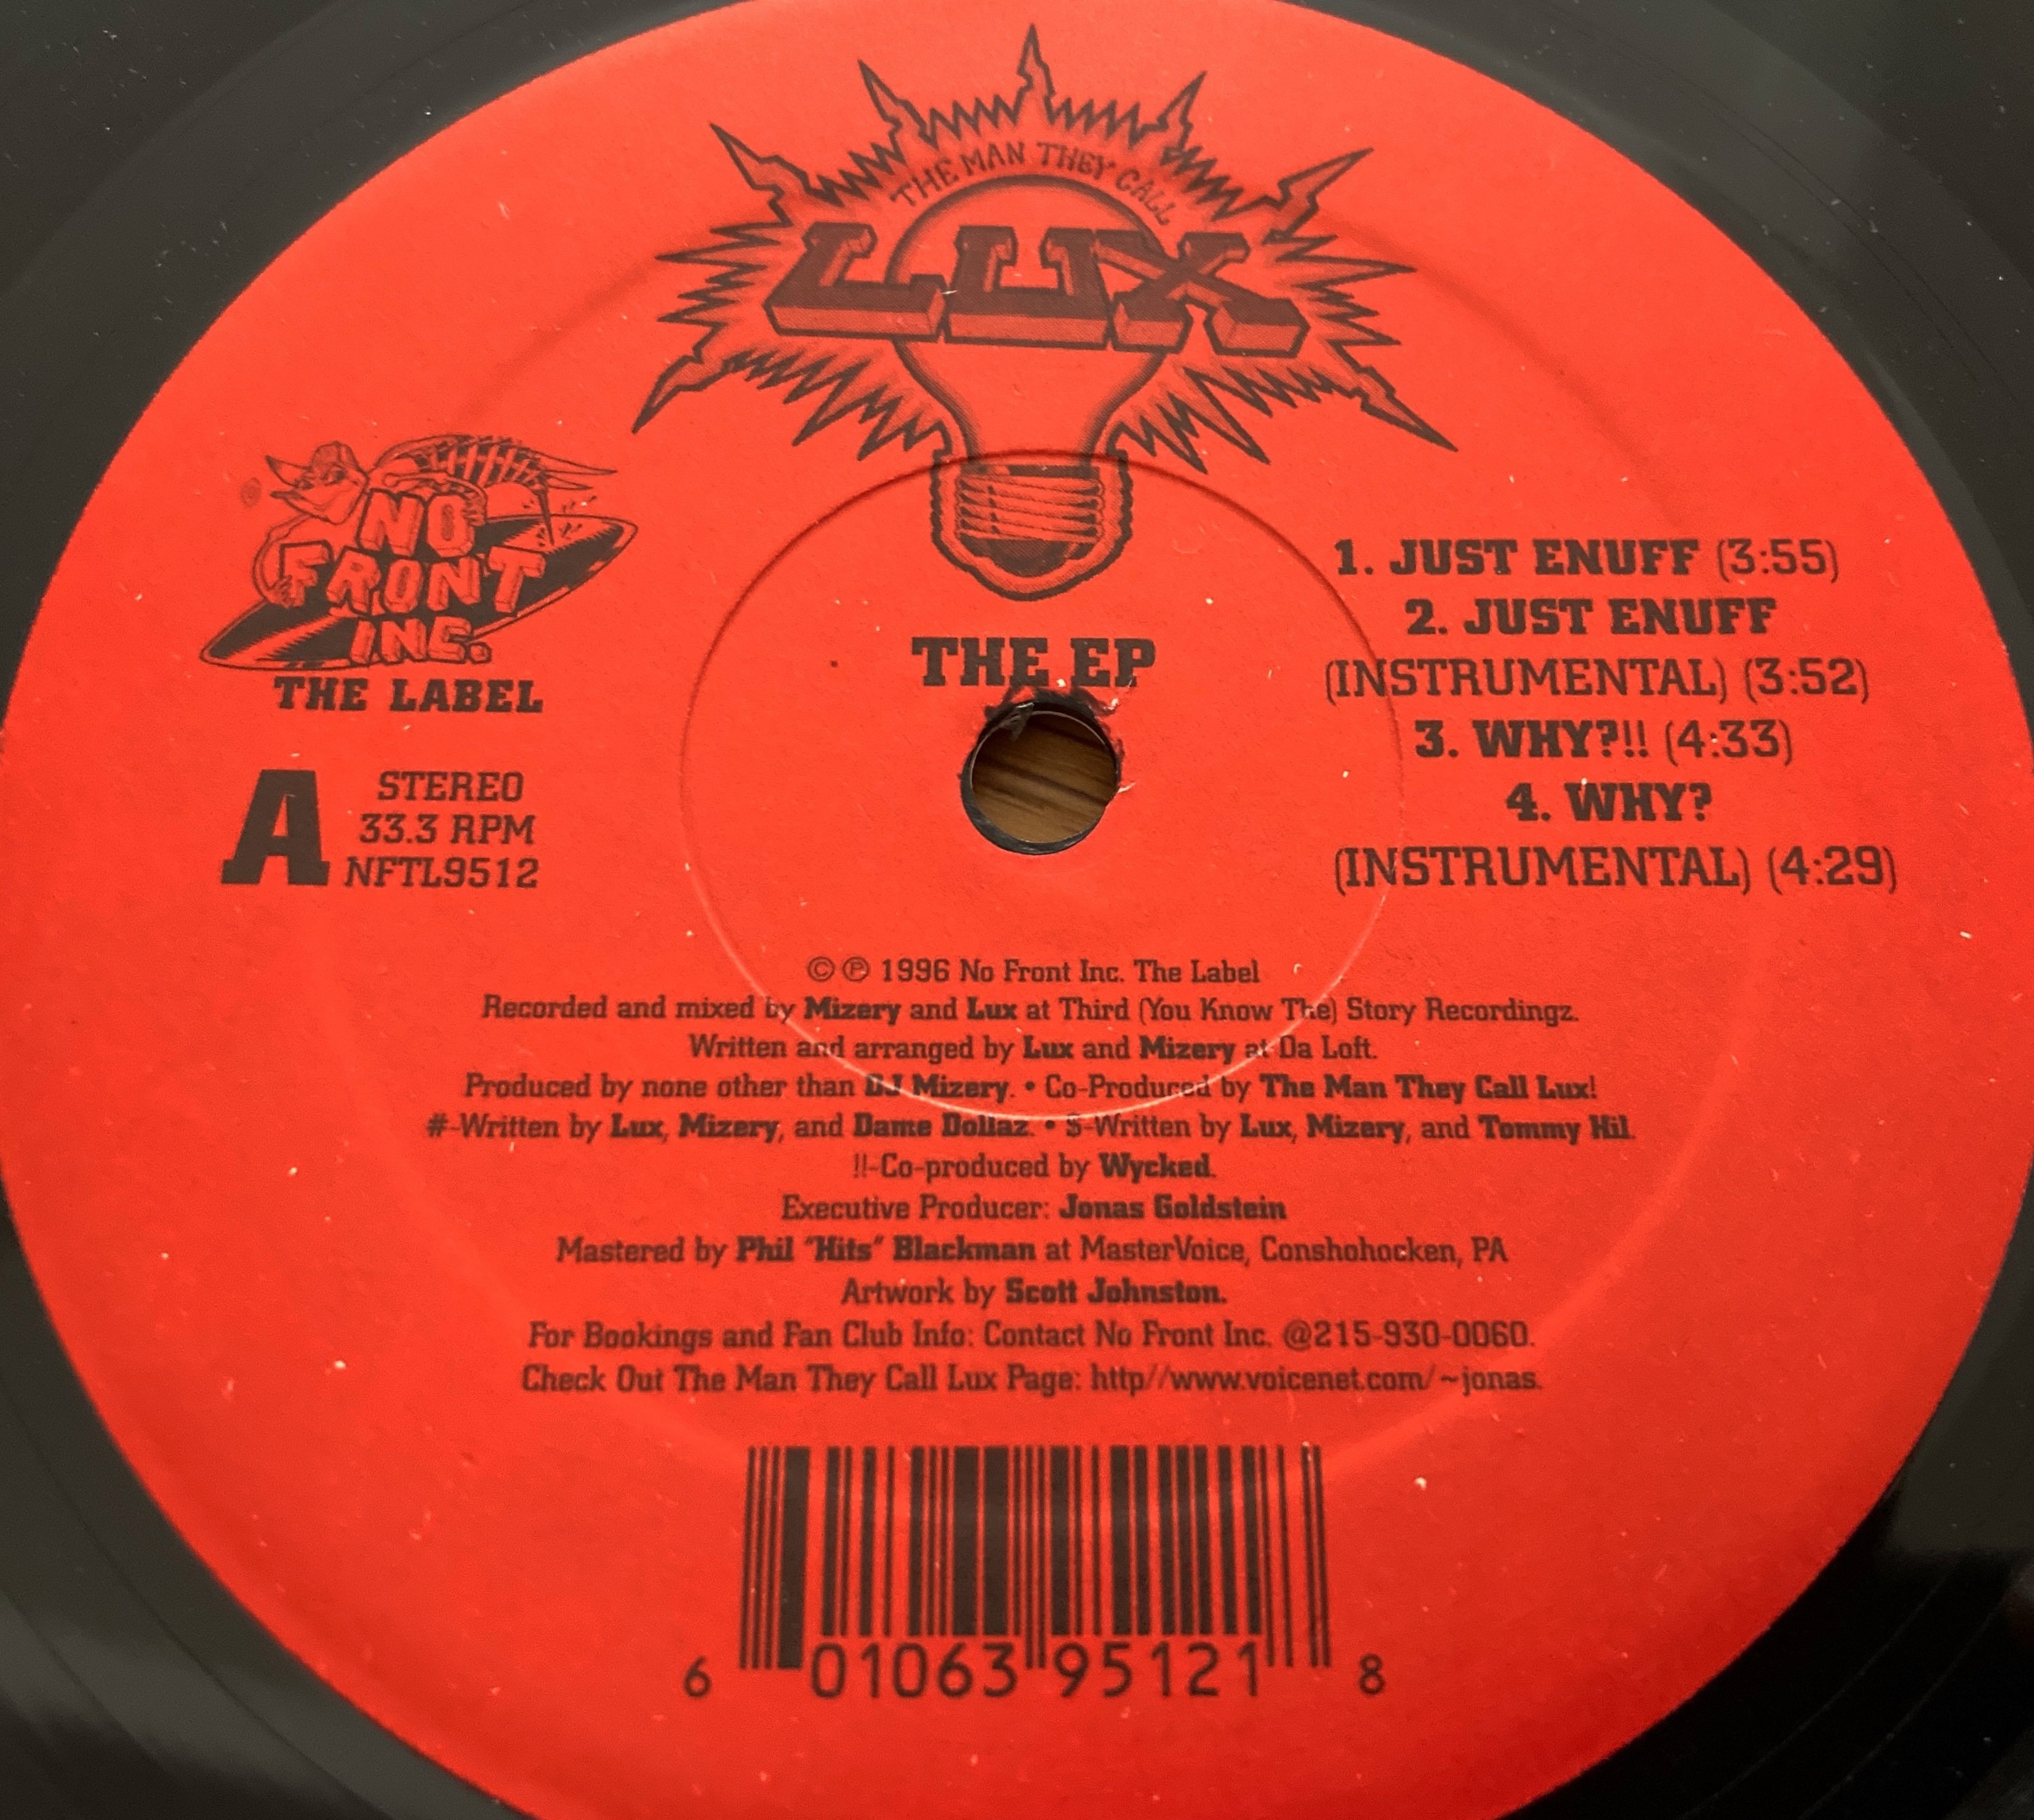 THE MAN THEY CALL
LUX
NO
FRONT
INC.
THE LABEL
A
STEREO
33.3 RPM
NFTL9512
THE EP
1. JUST ENUFF (3:55)
2. JUST ENUFF
(INSTRUMENTAL) (3:52)
3. WHY?!! (4:33)
4. WHY?
(INSTRUMENTAL) (4:29)
© ℗ 1996 No Front Inc. The Label
Recorded and mixed by Mizery and Lux at Third (You Know The) Story Recordingz.
Written and arranged by Lux and Mizery at Da Loft.
Produced by none other than DJ Mizery. • Co-Produced by The Man They Call Lux!
#-Written by Lux, Mizery, and Dame Dollaz. • $-Written by Lux, Mizery, and Tommy Hil.
!!-Co-produced by Wycked.
Executive Producer: Jonas Goldstein
Mastered by Phil "Hits" Blackman at MasterVoice, Conshohocken, PA
Artwork by Scott Johnston.
For Bookings and Fan Club Info: Contact No Front Inc. @215-930-0060.
Check Out The Man They Call Lux Page: http//www.voicenet.com/~jonas.
6 01063 95121 8